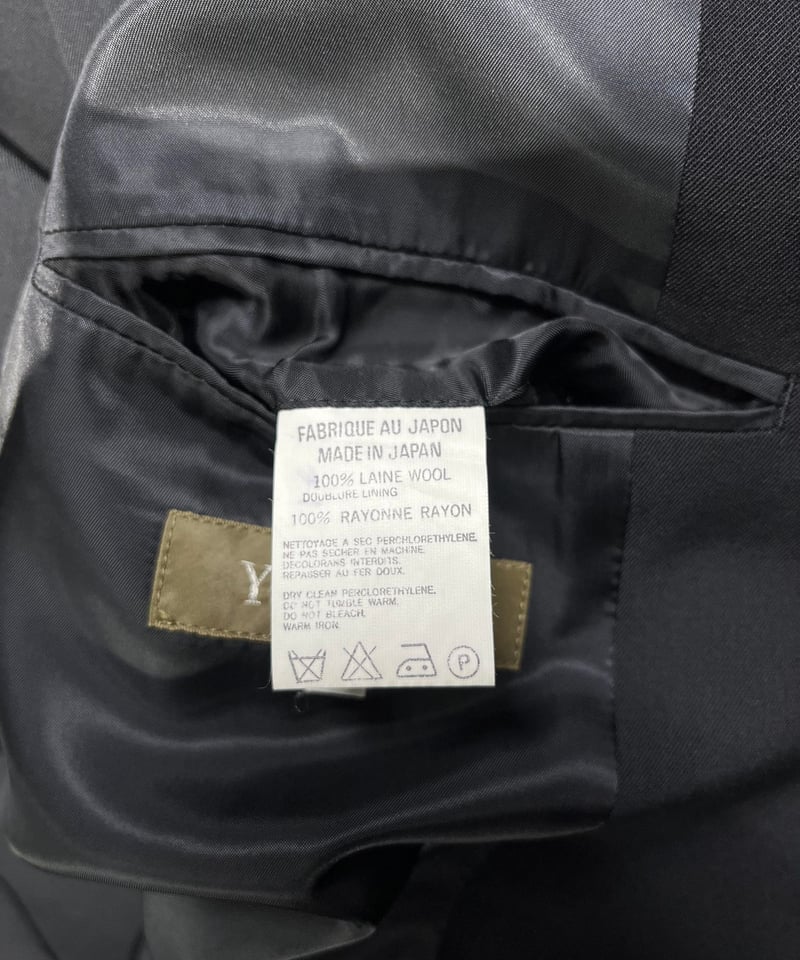 FABRIQUE AU JAPON
MADE IN JAPAN
100% LAINE WOOL
DOUBLURE LINING
100% RAYONNE RAYON
NETTOYAGE A SEC PERCHLORETHYLENE.
NE PAS SECHER EN MACHINE.
DECOLORANS INTERDITS.
REPASSER AU FER DOUX.
DRY CLEAN PERCLORETHYLENE.
DO NOT TUMBLE WARM.
DO NOT BLEACH.
WARM IRON.
P
Y